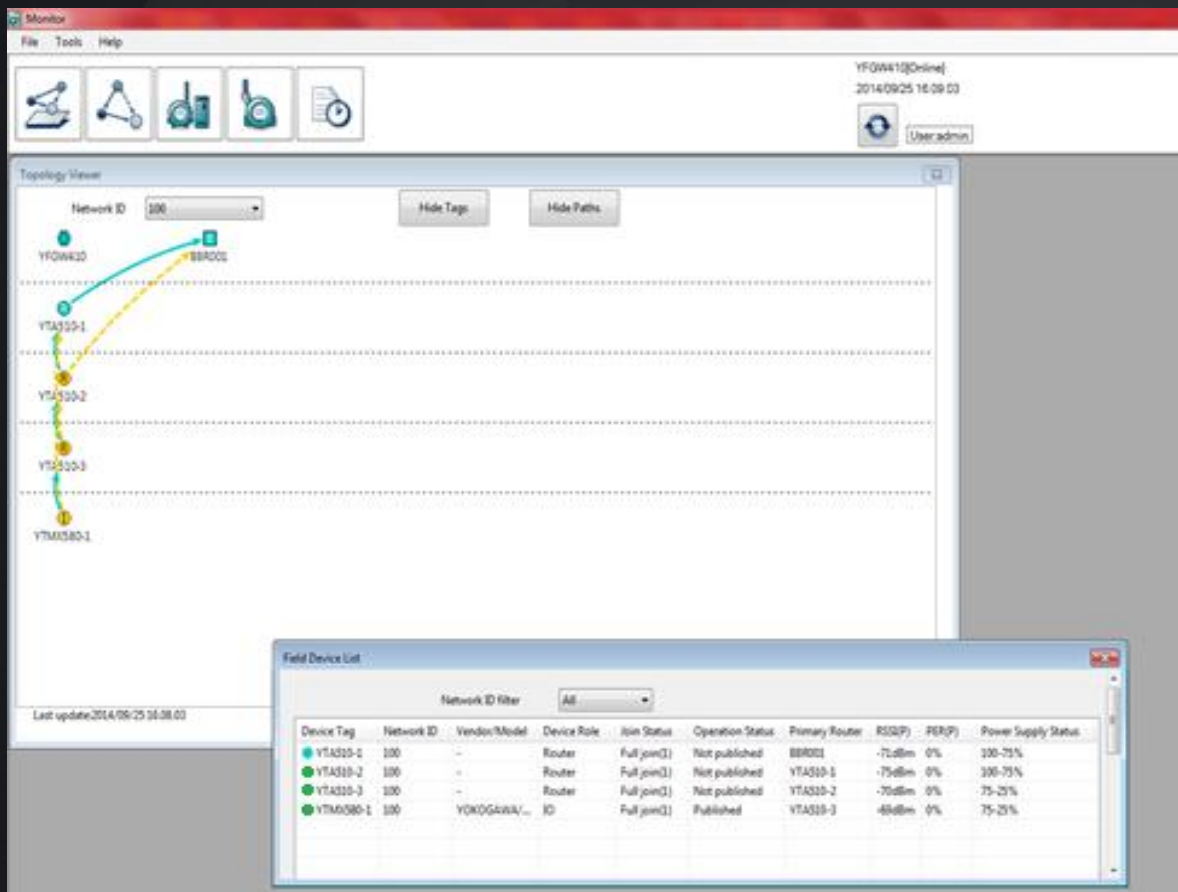 Monitor
File Tools Help
YFGW410[Online]
2014/09/25 16:09:03
User:admin
Topology Viewer
Network ID 100 Hide Tags Hide Paths
YFGW410 BBR001
YTA510-1
YTA510-2
YTA510-3
YTMX580-1
Last update:2014/09/25 16:08:03
Field Device List
Network ID filter All
Device Tag Network ID Vendor/Model Device Role Join Status Operation Status Primary Router RSSI(P) PER(P) Power Supply Status
YTA510-1 100 - Router Full join(1) Not published BBR001 -71dBm 0% 100-75%
YTA510-2 100 - Router Full join(1) Not published YTA510-1 -75dBm 0% 100-75%
YTA510-3 100 - Router Full join(1) Not published YTA510-2 -70dBm 0% 75-25%
YTMX580-1 100 YOKOGAWA/... IO Full join(1) Published YTA510-3 -69dBm 0% 75-25%